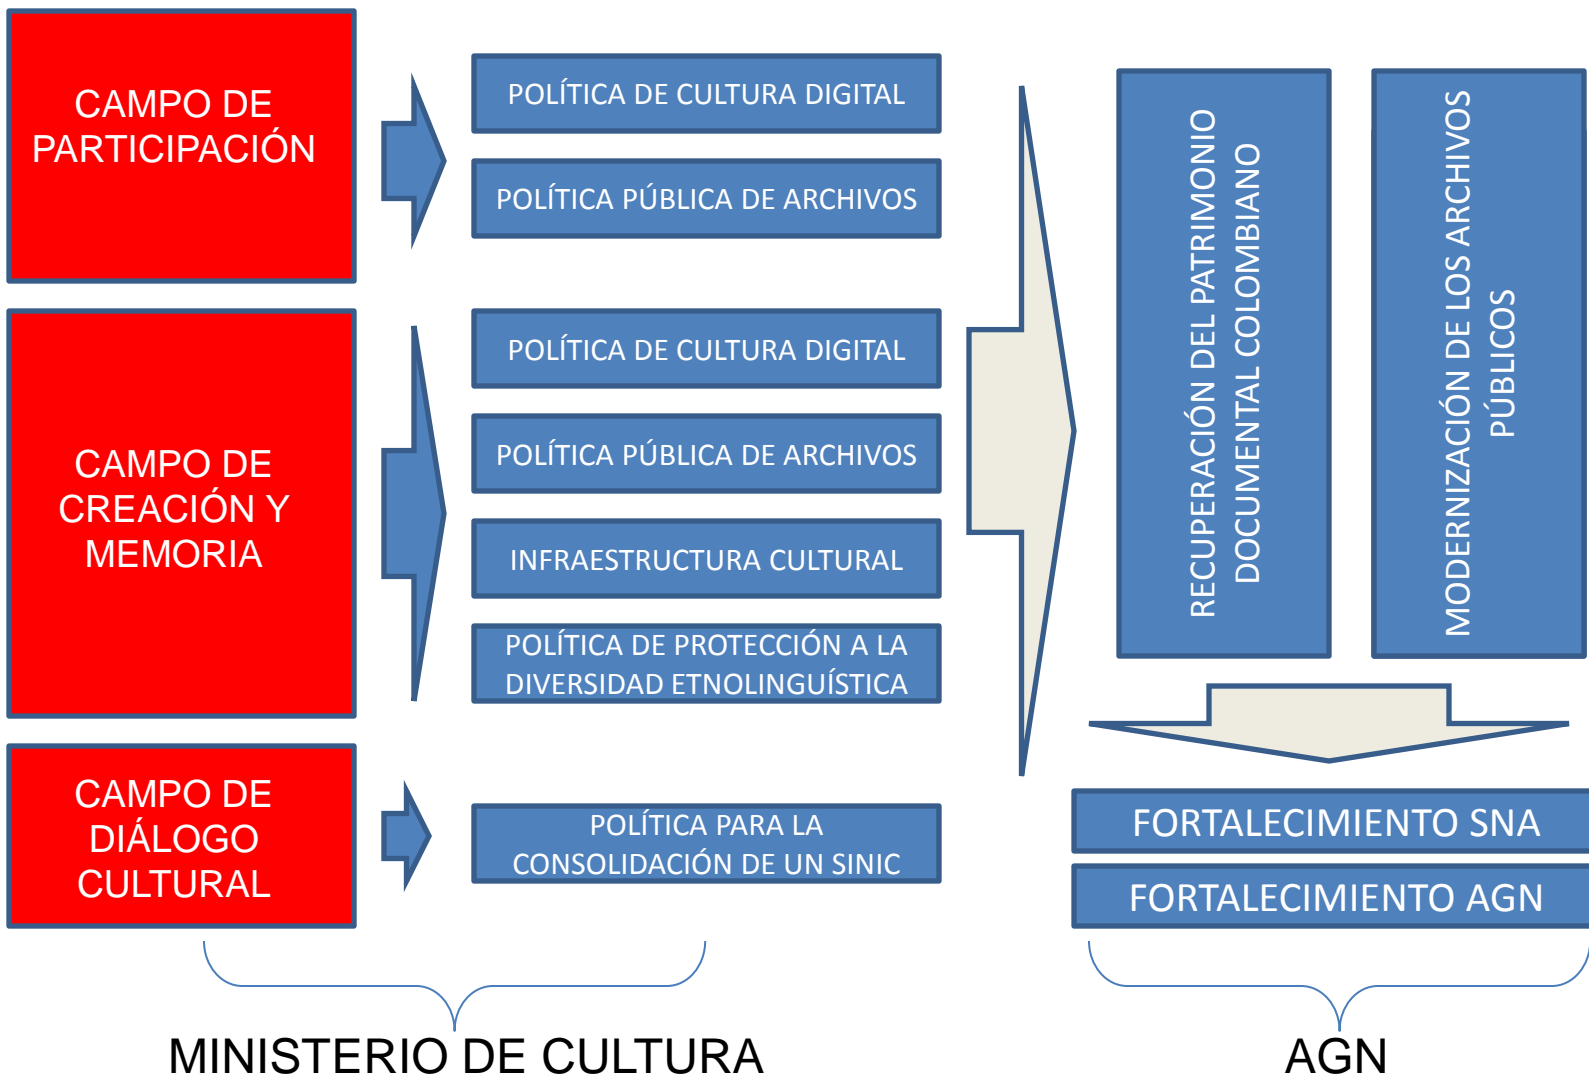 CAMPO DE
PARTICIPACIÓN
POLÍTICA DE CULTURA DIGITAL
POLÍTICA PÚBLICA DE ARCHIVOS
CAMPO DE
CREACIÓN Y
MEMORIA
POLÍTICA DE CULTURA DIGITAL
POLÍTICA PÚBLICA DE ARCHIVOS
INFRAESTRUCTURA CULTURAL
POLÍTICA DE PROTECCIÓN A LA
DIVERSIDAD ETNOLINGUÍSTICA
CAMPO DE
DIÁLOGO
CULTURAL
POLÍTICA PARA LA
CONSOLIDACIÓN DE UN SINIC
MINISTERIO DE CULTURA
RECUPERACIÓN DEL PATRIMONIO
DOCUMENTAL COLOMBIANO
MODERNIZACIÓN DE LOS ARCHIVOS
PÚBLICOS
FORTALECIMIENTO SNA
FORTALECIMIENTO AGN
AGN